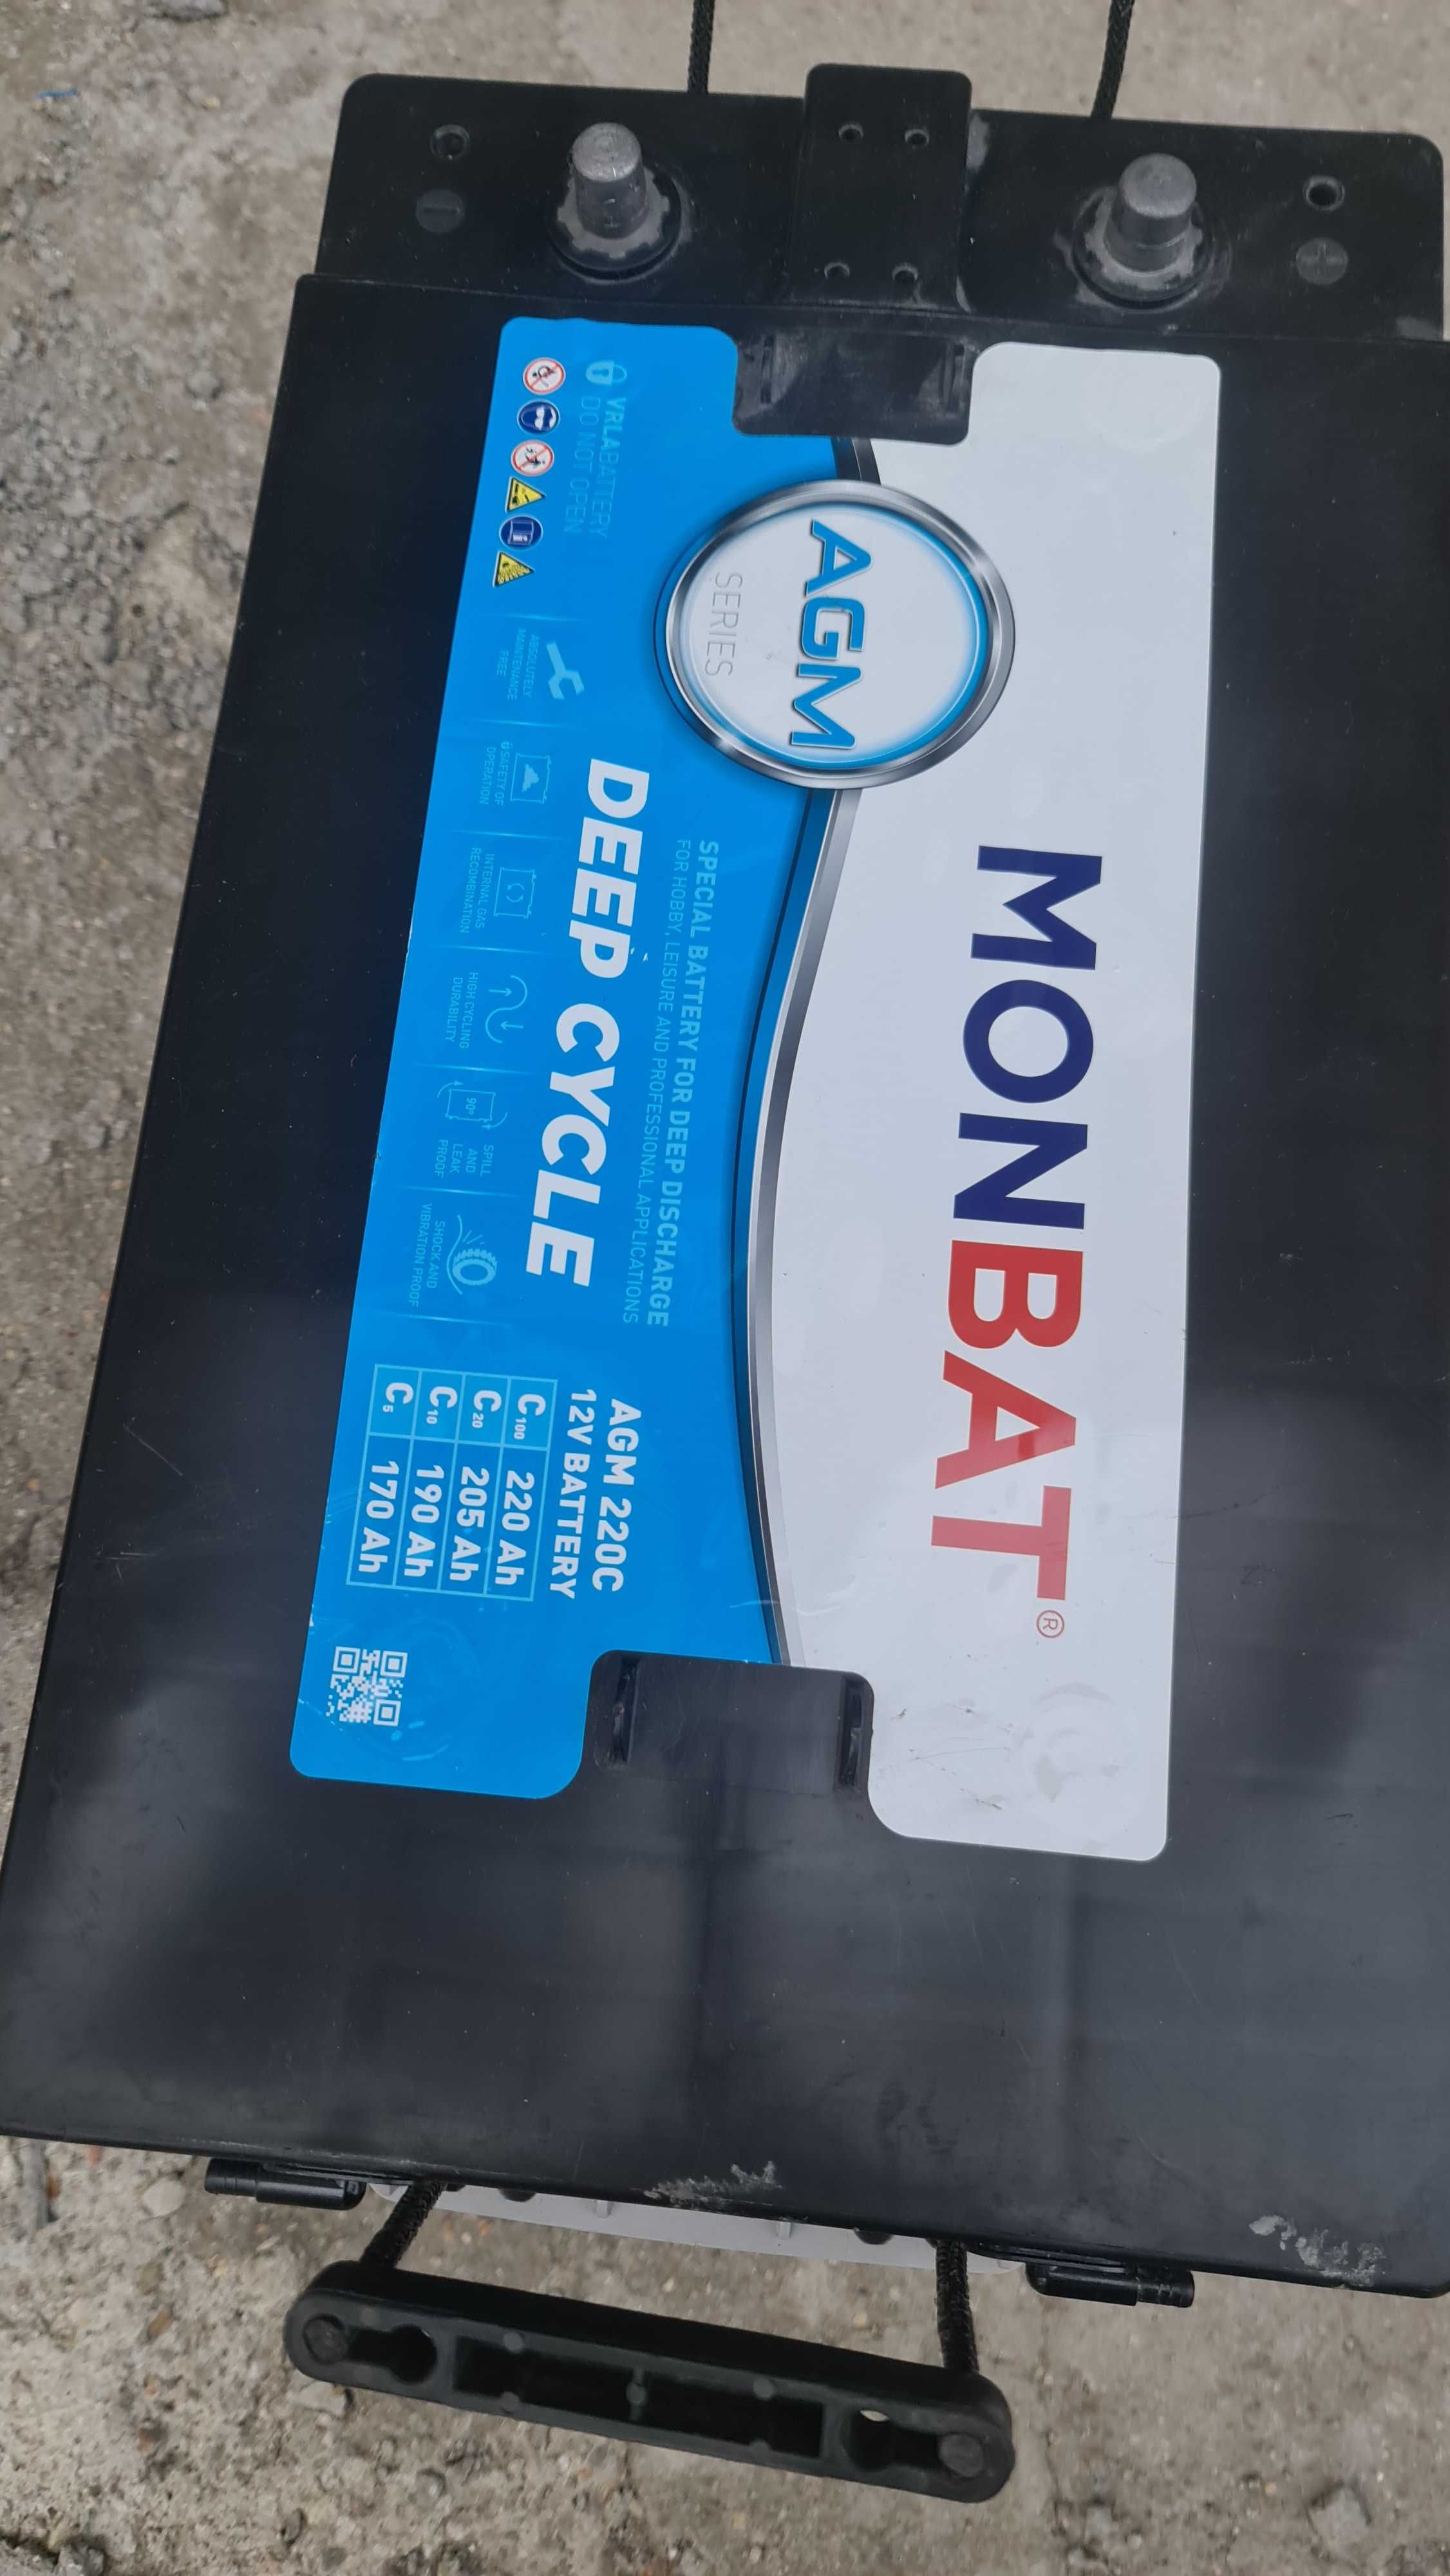 MONBAT®
AGM
SERIES
SPECIAL BATTERY FOR DEEP DISCHARGE
FOR HOBBY, LEISURE AND PROFESSIONAL APPLICATIONS
DEEP CYCLE
VRLABATTERY
DO NOT OPEN
ABSOLUTELY
MAINTENANCE
FREE
SAFETY OF
OPERATION
INTERNAL GAS
RECOMBINATION
HIGH CYCLING
DURABILITY
90º
SPILL
AND
LEAK
PROOF
SHOCK AND
VIBRATION PROOF
AGM 220C
12V BATTERY
C100 220 Ah
C20 205 Ah
C10 190 Ah
C5 170 Ah